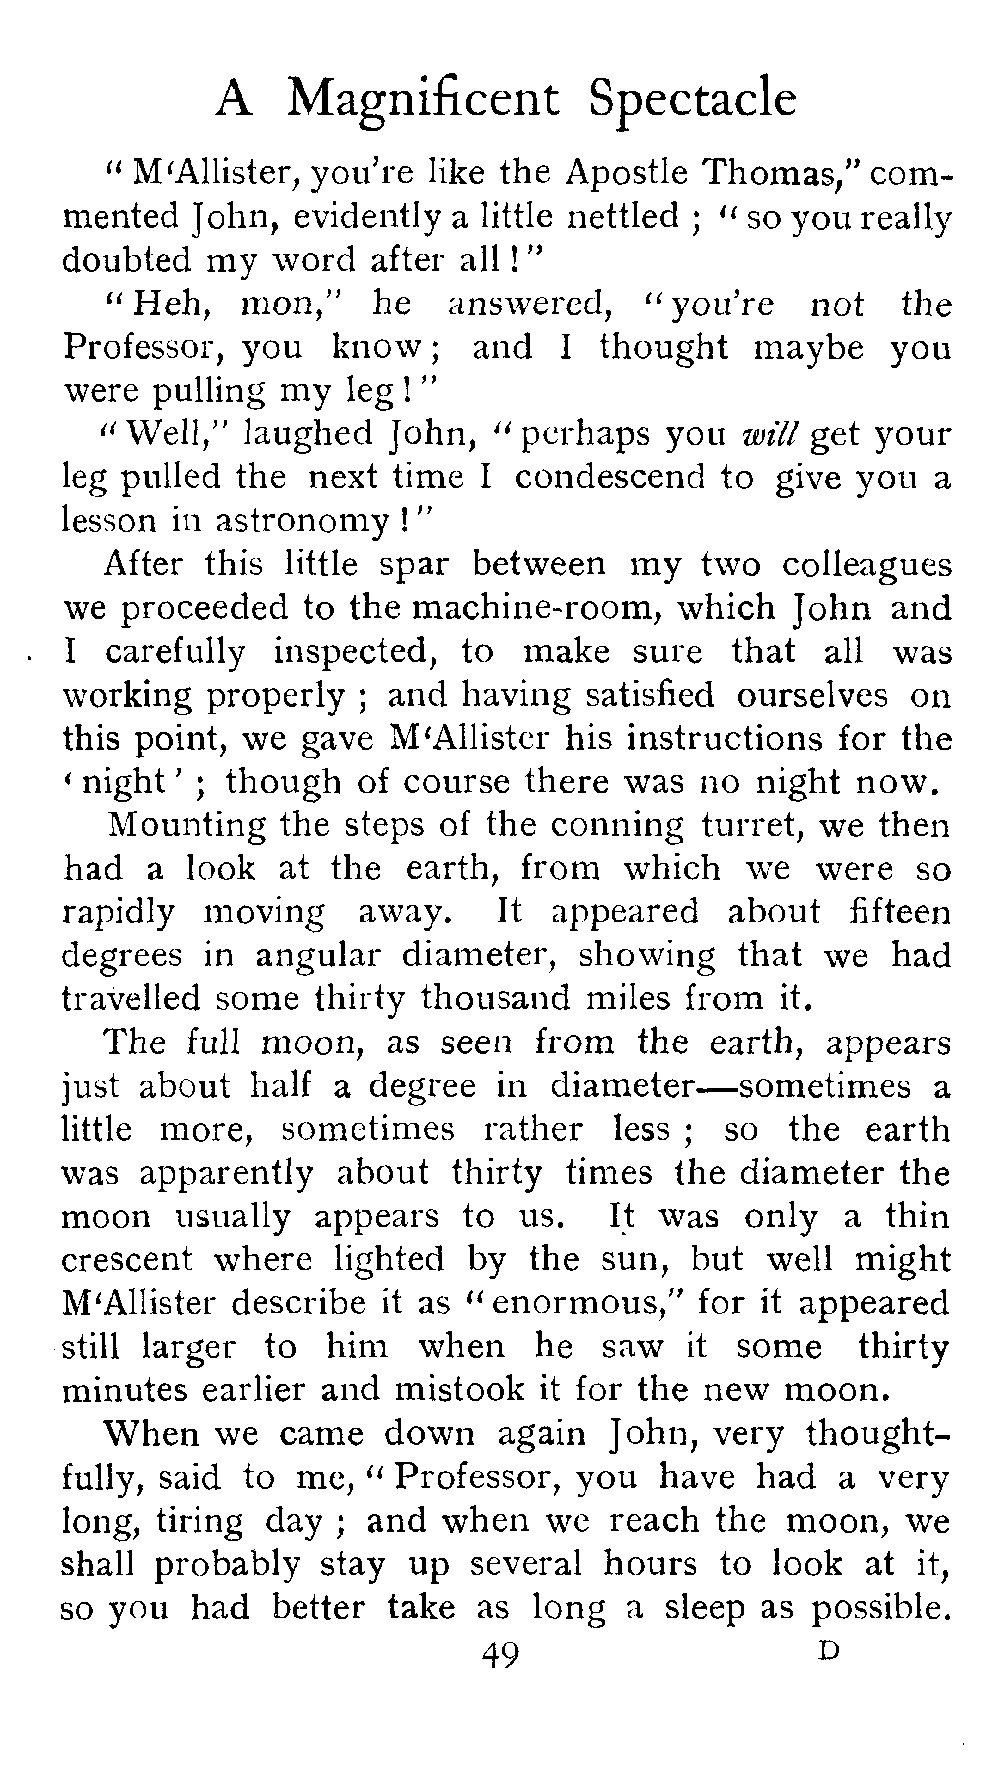 A Magnificent Spectacle
" M'Allister, you're like the Apostle Thomas," com-
mented John, evidently a little nettled ; " so you really
doubted my word after all ! "
" Heh, mon," he answered, " you're not the
Professor, you know ; and I thought maybe you
were pulling my leg ! "
" Well," laughed John, " perhaps you will get your
leg pulled the next time I condescend to give you a
lesson in astronomy ! "
After this little spar between my two colleagues
we proceeded to the machine-room, which John and
I carefully inspected, to make sure that all was
working properly ; and having satisfied ourselves on
this point, we gave M'Allister his instructions for the
' night ' ; though of course there was no night now.
Mounting the steps of the conning turret, we then
had a look at the earth, from which we were so
rapidly moving away. It appeared about fifteen
degrees in angular diameter, showing that we had
travelled some thirty thousand miles from it.
The full moon, as seen from the earth, appears
just about half a degree in diameter—sometimes a
little more, sometimes rather less ; so the earth
was apparently about thirty times the diameter the
moon usually appears to us. It was only a thin
crescent where lighted by the sun, but well might
M'Allister describe it as " enormous," for it appeared
still larger to him when he saw it some thirty
minutes earlier and mistook it for the new moon.
When we came down again John, very thought-
fully, said to me, " Professor, you have had a very
long, tiring day ; and when we reach the moon, we
shall probably stay up several hours to look at it,
so you had better take as long a sleep as possible.
49 D